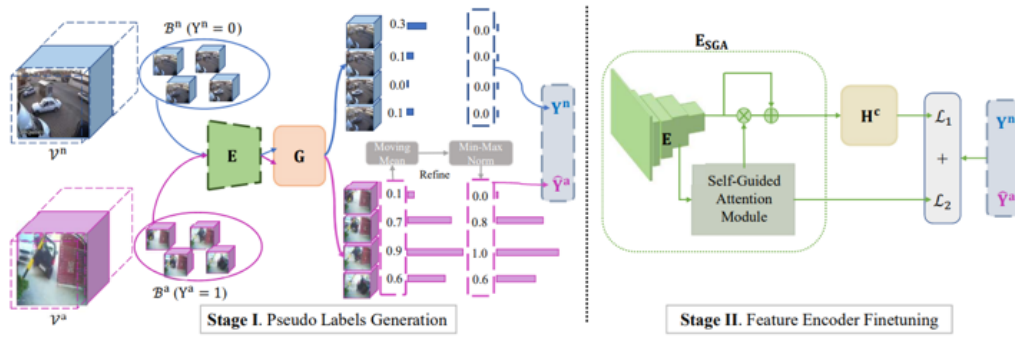 ℬⁿ (Yⁿ = 0)
𝒱ⁿ
E
G
0.3
0.1
0.0
0.1
0.0
0.0
0.0
0.0
Yⁿ
Ŷᵃ
Moving Mean
Refine
Min-Max Norm
0.1
0.7
0.9
0.6
0.0
0.8
1.0
0.6
𝒱ᵃ
ℬᵃ (Yᵃ = 1)
Stage I. Pseudo Labels Generation
E_SGA
E
Self-Guided
Attention
Module
Hᶜ
ℒ₁
+
ℒ₂
Yⁿ
Ŷᵃ
Stage II. Feature Encoder Finetuning